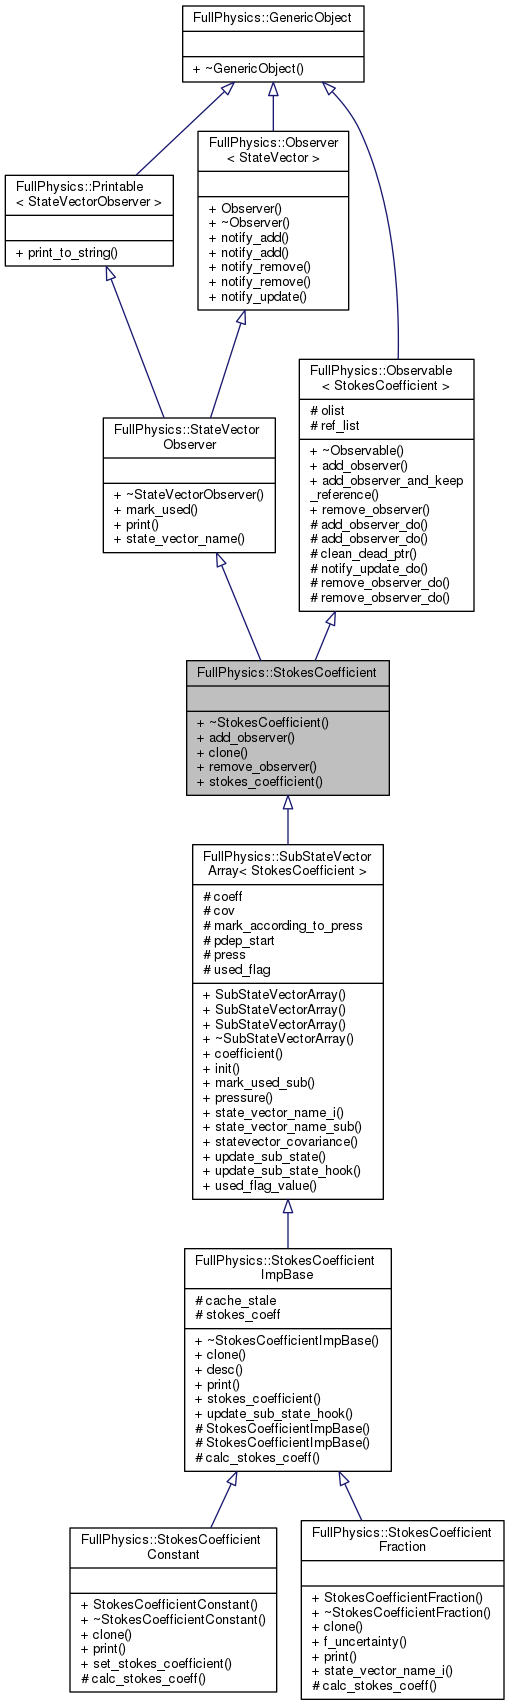 FullPhysics::GenericObject
+ ~GenericObject()
FullPhysics::Observer
< StateVector >
+ Observer()
+ ~Observer()
+ notify_add()
+ notify_add()
+ notify_remove()
+ notify_remove()
+ notify_update()
FullPhysics::Printable
< StateVectorObserver >
+ print_to_string()
FullPhysics::Observable
< StokesCoefficient >
# olist
# ref_list
+ ~Observable()
+ add_observer()
+ add_observer_and_keep
_reference()
+ remove_observer()
# add_observer_do()
# add_observer_do()
# clean_dead_ptr()
# notify_update_do()
# remove_observer_do()
# remove_observer_do()
FullPhysics::StateVector
Observer
+ ~StateVectorObserver()
+ mark_used()
+ print()
+ state_vector_name()
FullPhysics::StokesCoefficient
+ ~StokesCoefficient()
+ add_observer()
+ clone()
+ remove_observer()
+ stokes_coefficient()
FullPhysics::SubStateVector
Array< StokesCoefficient >
# coeff
# cov
# mark_according_to_press
# pdep_start
# press
# used_flag
+ SubStateVectorArray()
+ SubStateVectorArray()
+ SubStateVectorArray()
+ ~SubStateVectorArray()
+ coefficient()
+ init()
+ mark_used_sub()
+ pressure()
+ state_vector_name_i()
+ state_vector_name_sub()
+ statevector_covariance()
+ update_sub_state()
+ update_sub_state_hook()
+ used_flag_value()
FullPhysics::StokesCoefficient
ImpBase
# cache_stale
# stokes_coeff
+ ~StokesCoefficientImpBase()
+ clone()
+ desc()
+ print()
+ stokes_coefficient()
+ update_sub_state_hook()
# StokesCoefficientImpBase()
# StokesCoefficientImpBase()
# calc_stokes_coeff()
FullPhysics::StokesCoefficient
Constant
+ StokesCoefficientConstant()
+ ~StokesCoefficientConstant()
+ clone()
+ print()
+ set_stokes_coefficient()
# calc_stokes_coeff()
FullPhysics::StokesCoefficient
Fraction
+ StokesCoefficientFraction()
+ ~StokesCoefficientFraction()
+ clone()
+ f_uncertainty()
+ print()
+ state_vector_name_i()
# calc_stokes_coeff()